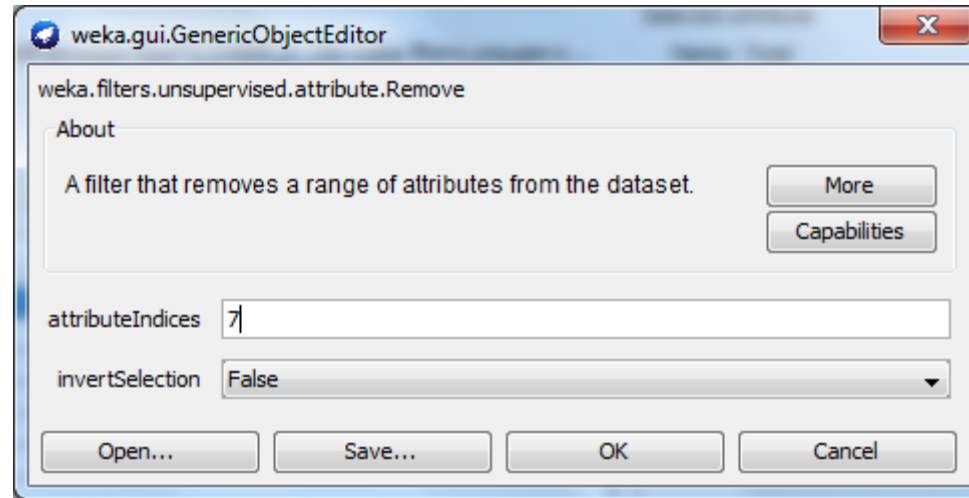 weka.gui.GenericObjectEditor
weka.filters.unsupervised.attribute.Remove
About
A filter that removes a range of attributes from the dataset.
More
Capabilities
attributeIndices 7
invertSelection False
Open... Save... OK Cancel